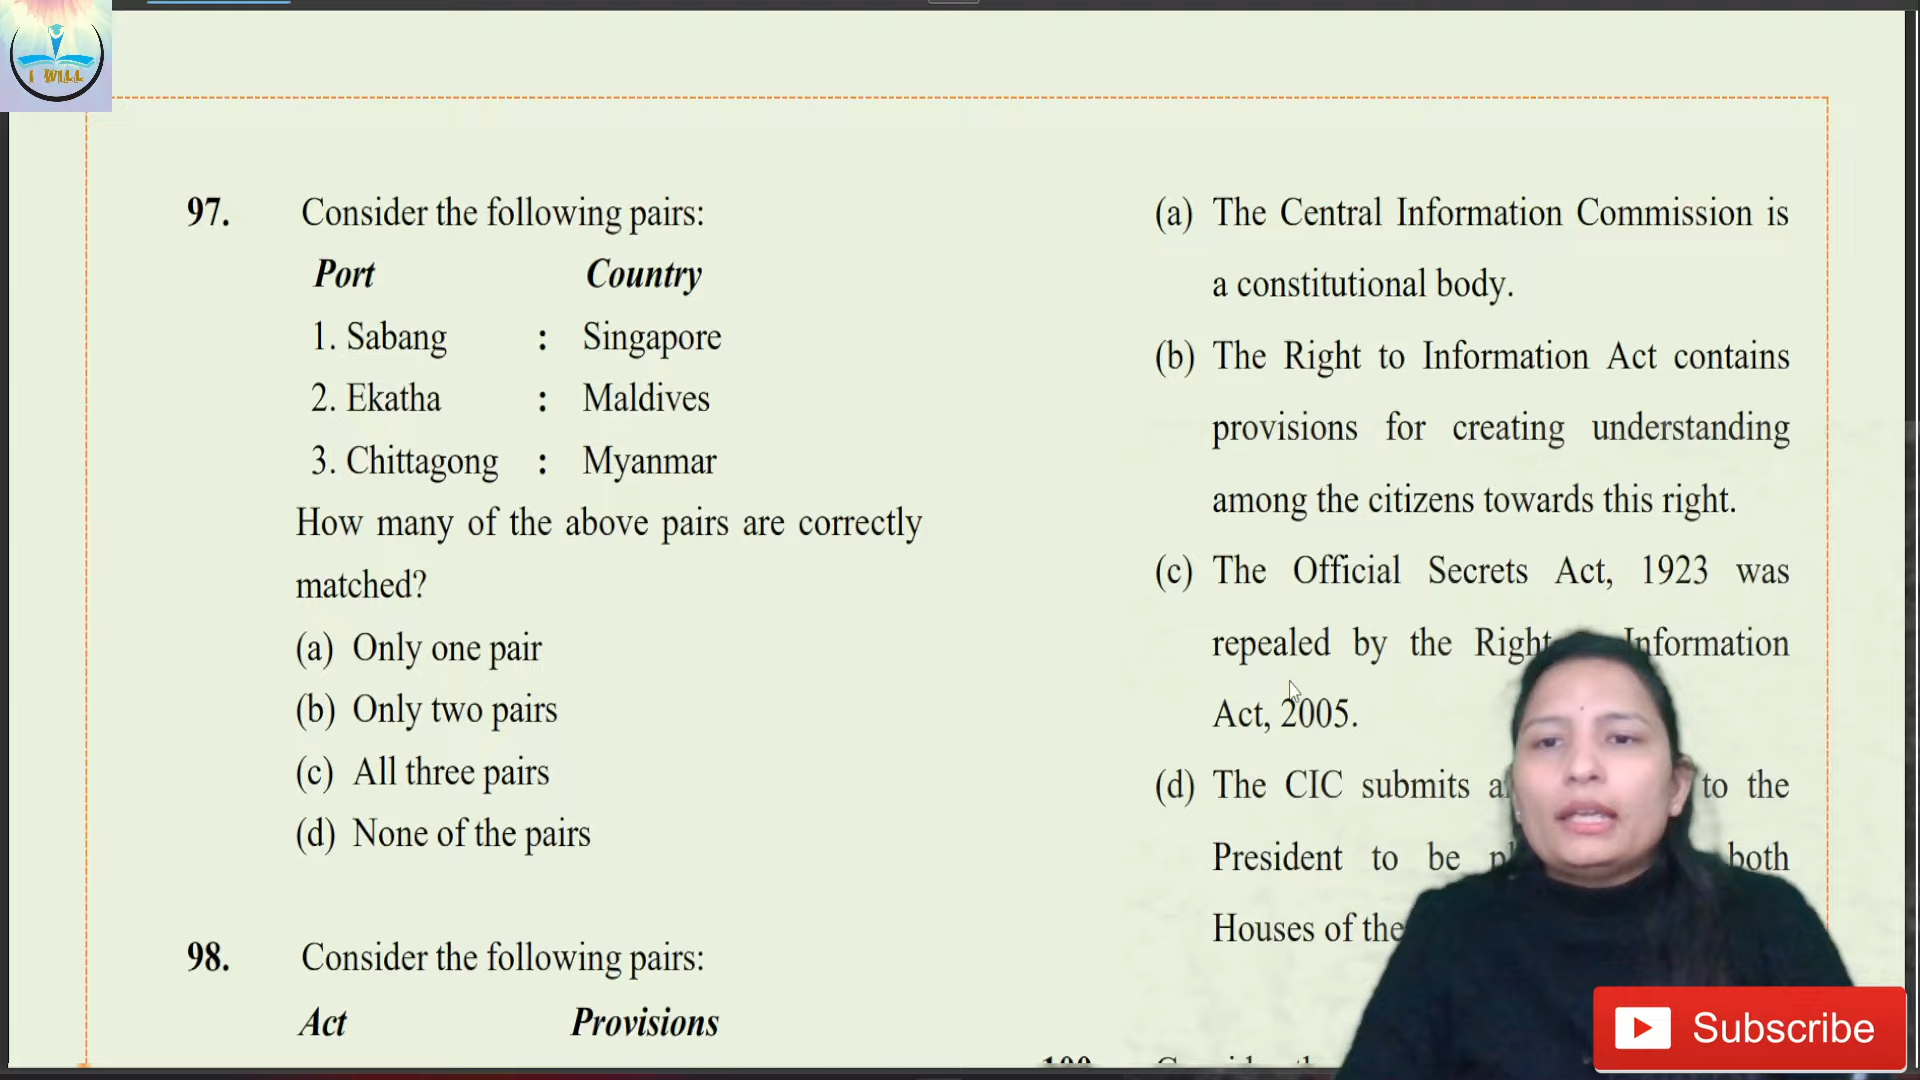 I WILL
97. Consider the following pairs:
Port Country
1. Sabang : Singapore
2. Ekatha : Maldives
3. Chittagong : Myanmar
How many of the above pairs are correctly
matched?
(a) Only one pair
(b) Only two pairs
(c) All three pairs
(d) None of the pairs
98. Consider the following pairs:
Act Provisions
(a) The Central Information Commission is
a constitutional body.
(b) The Right to Information Act contains
provisions for creating understanding
among the citizens towards this right.
(c) The Official Secrets Act, 1923 was
repealed by the Right Information
Act, 2005.
(d) The CIC submits to the
President to be both
Houses of the
Subscribe